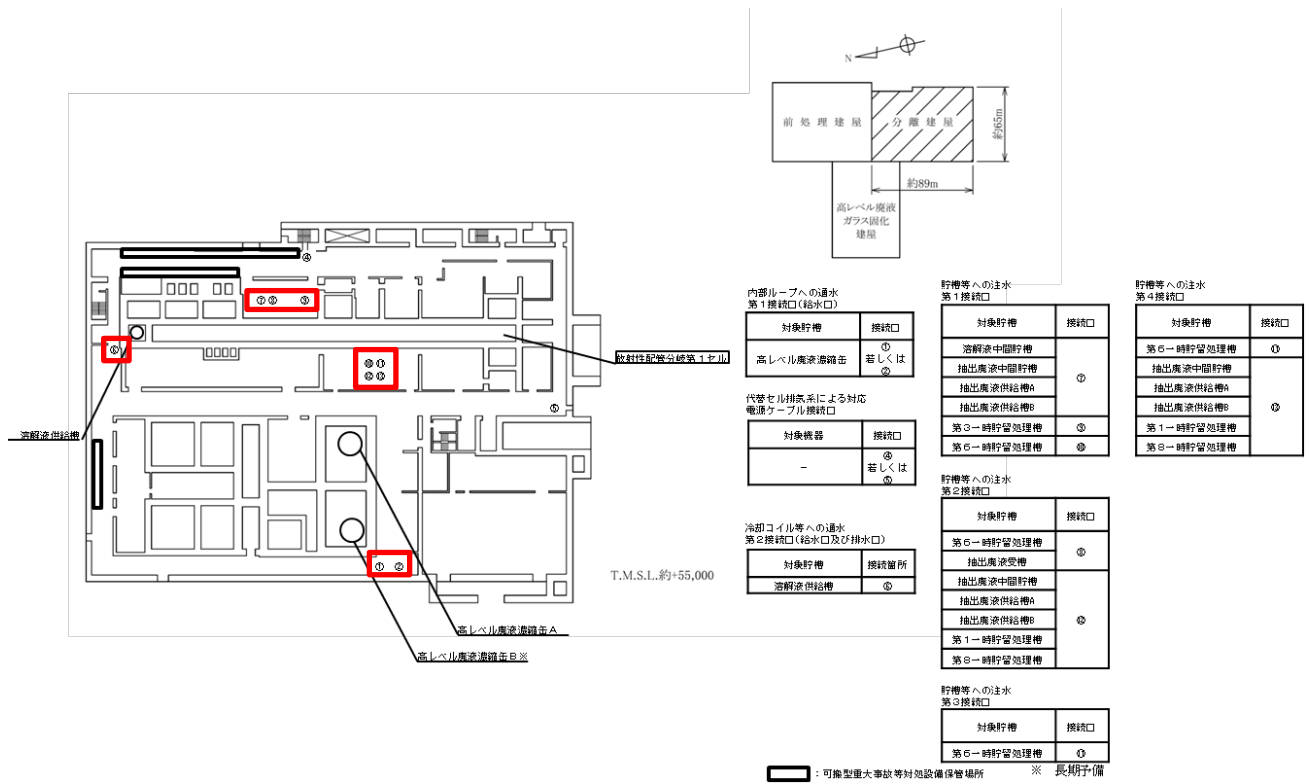 N
前処理建屋
分離建屋
約65m
約89m
高レベル廃液
ガラス固化
建屋
④
⑦⑧ ⑨
⑥
⑩⑪
⑫⑬
⑤
① ②
放射性配管分岐第1セル
溶解液供給槽
高レベル廃液濃縮缶A
高レベル廃液濃縮缶B※
T.M.S.L.約+55,000
内部ループへの通水
第1接続口(給水口)
対象貯槽 接続口
高レベル廃液濃縮缶 ①
若しくは
②
代替セル排気系による対応
電源ケーブル接続口
対象機器 接続口
- ④
若しくは
⑤
冷却コイル等への通水
第2接続口(給水口及び排水口)
対象貯槽 接続箇所
溶解液供給槽 ⑥
貯槽等への注水
第1接続口
対象貯槽 接続口
溶解液中間貯槽
抽出廃液中間貯槽
⑦
抽出廃液供給槽A
抽出廃液供給槽B
第3一時貯留処理槽 ⑨
第6一時貯留処理槽 ⑩
貯槽等への注水
第2接続口
対象貯槽 接続口
第6一時貯留処理槽
⑧
抽出廃液受槽
抽出廃液中間貯槽
抽出廃液供給槽A
抽出廃液供給槽B ⑫
第1一時貯留処理槽
第8一時貯留処理槽
貯槽等への注水
第3接続口
対象貯槽 接続口
第6一時貯留処理槽 ⑪
貯槽等への注水
第4接続口
対象貯槽 接続口
第6一時貯留処理槽 ⑪
抽出廃液中間貯槽
抽出廃液供給槽A
抽出廃液供給槽B ⑬
第1一時貯留処理槽
第8一時貯留処理槽
:可搬型重大事故等対処設備保管場所
※ 長期予備